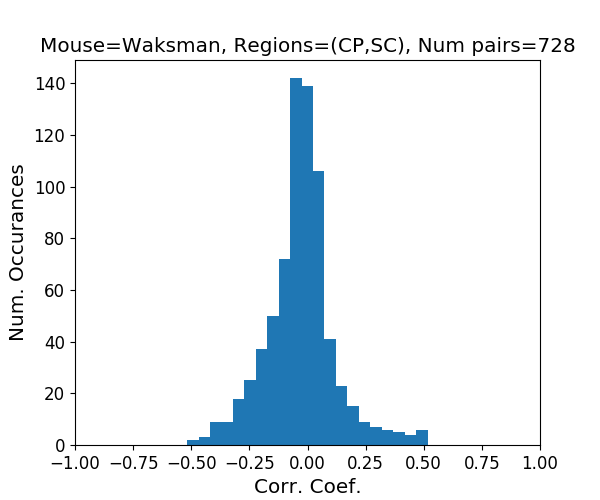 Mouse=Waksman, Regions=(CP,SC), Num pairs=728
Num. Occurances
140
120
100
80
60
40
20
0
−1.00 −0.75 −0.50 −0.25 0.00 0.25 0.50 0.75 1.00
Corr. Coef.